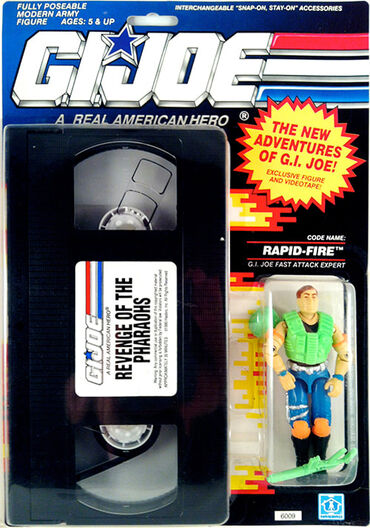 FULLY POSEABLE
MODERN ARMY
FIGURE AGES: 5 & UP
INTERCHANGEABLE "SNAP-ON, STAY-ON" ACCESSORIES
G.I. JOE
A REAL AMERICAN HERO ®
THE NEW
ADVENTURES
OF G.I. JOE!
EXCLUSIVE FIGURE
AND VIDEOTAPE!
CODE NAME:
RAPID-FIRE™
G.I. JOE FAST ATTACK EXPERT
G.I. JOE
A REAL AMERICAN HERO
REVENGE OF THE
PHARAOHS
6009